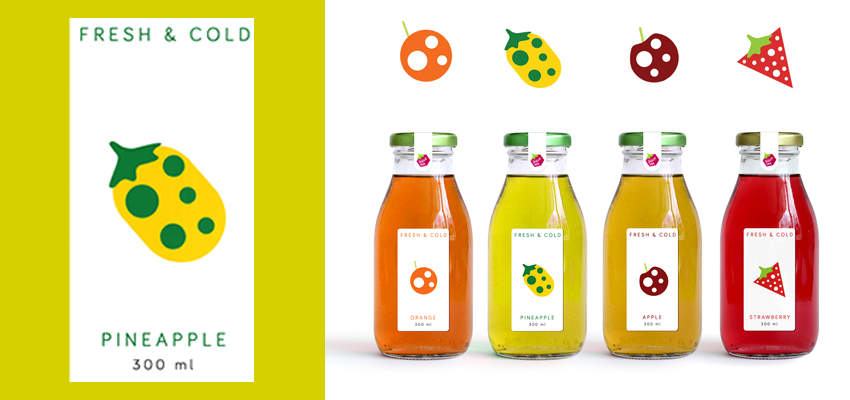 FRESH & COLD
PINEAPPLE
300 ml
FRESH & COLD
ORANGE
300 ml
FRESH & COLD
PINEAPPLE
300 ml
FRESH & COLD
APPLE
300 ml
FRESH & COLD
STRAWBERRY
300 ml